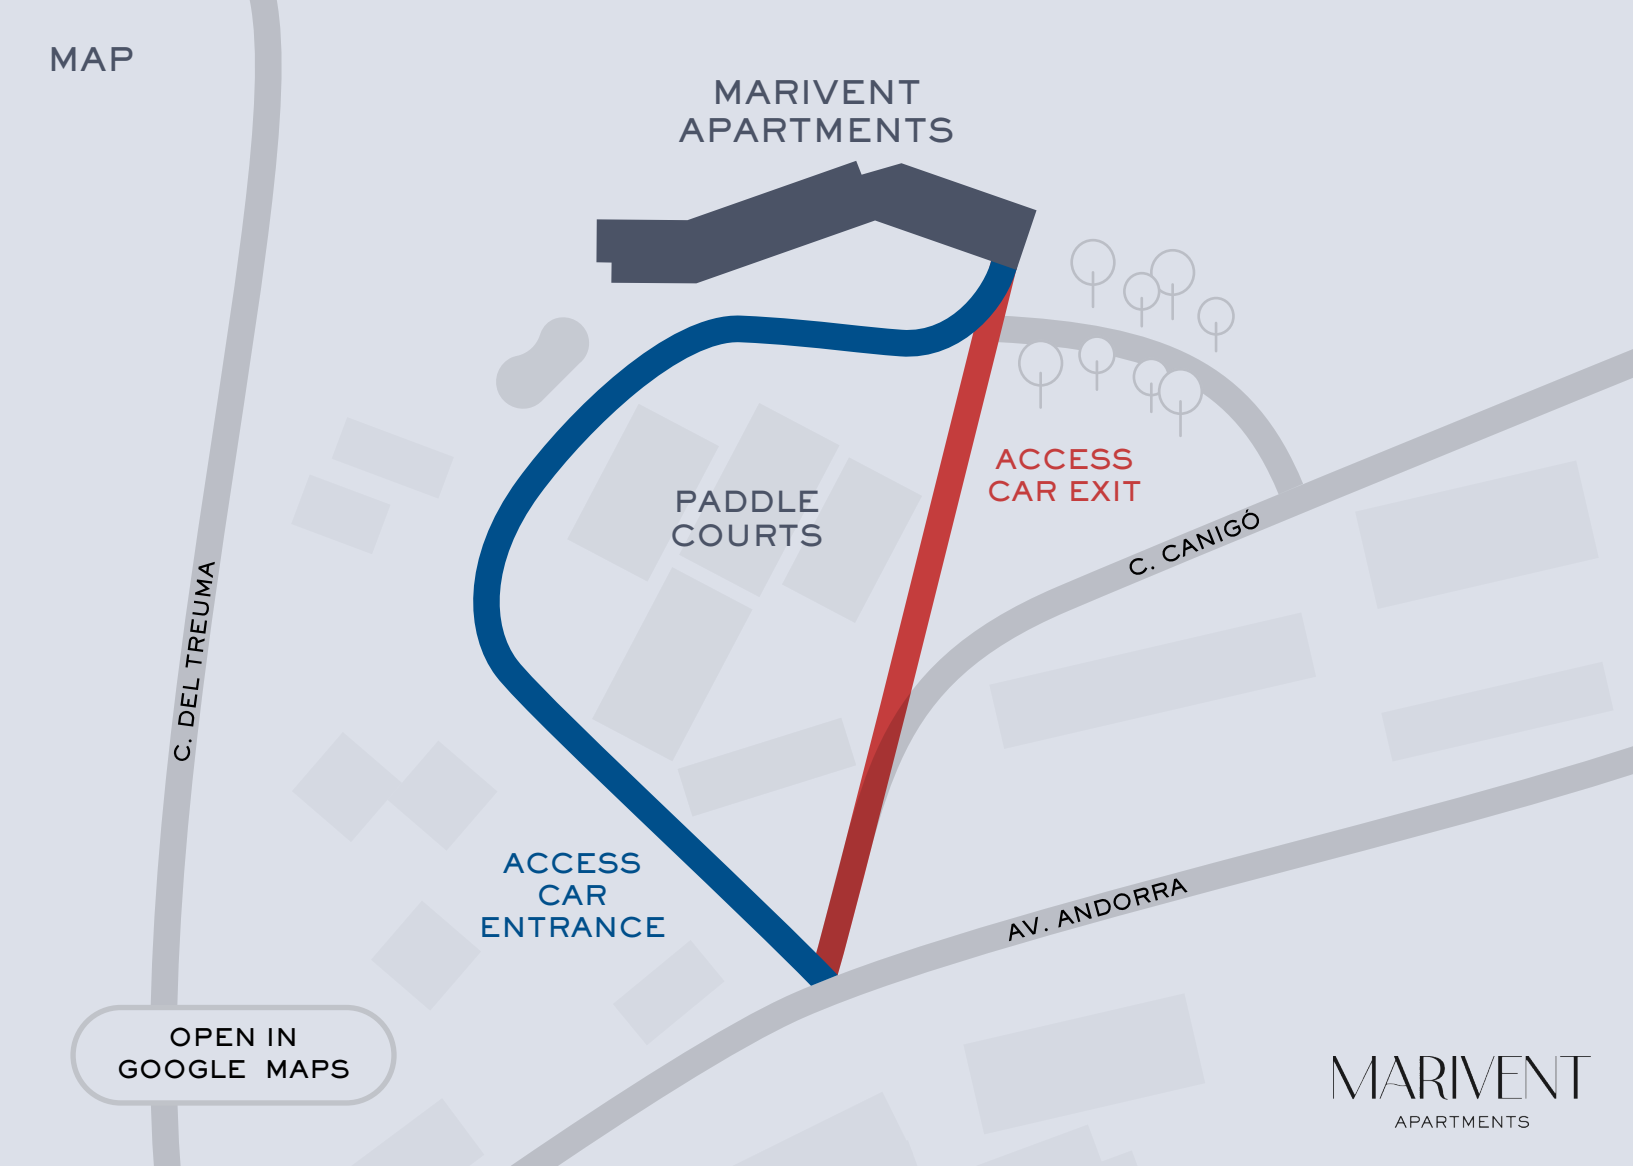 MAP
MARIVENT
APARTMENTS
ACCESS
CAR EXIT
PADDLE
COURTS
C. CANIGÓ
C. DEL TREUMA
ACCESS
CAR
ENTRANCE
AV. ANDORRA
OPEN IN
GOOGLE MAPS
MARIVENT
APARTMENTS